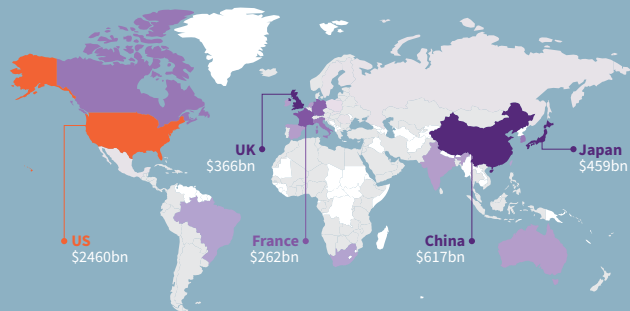 UK
$366bn
Japan
$459bn
US
$2460bn
France
$262bn
China
$617bn